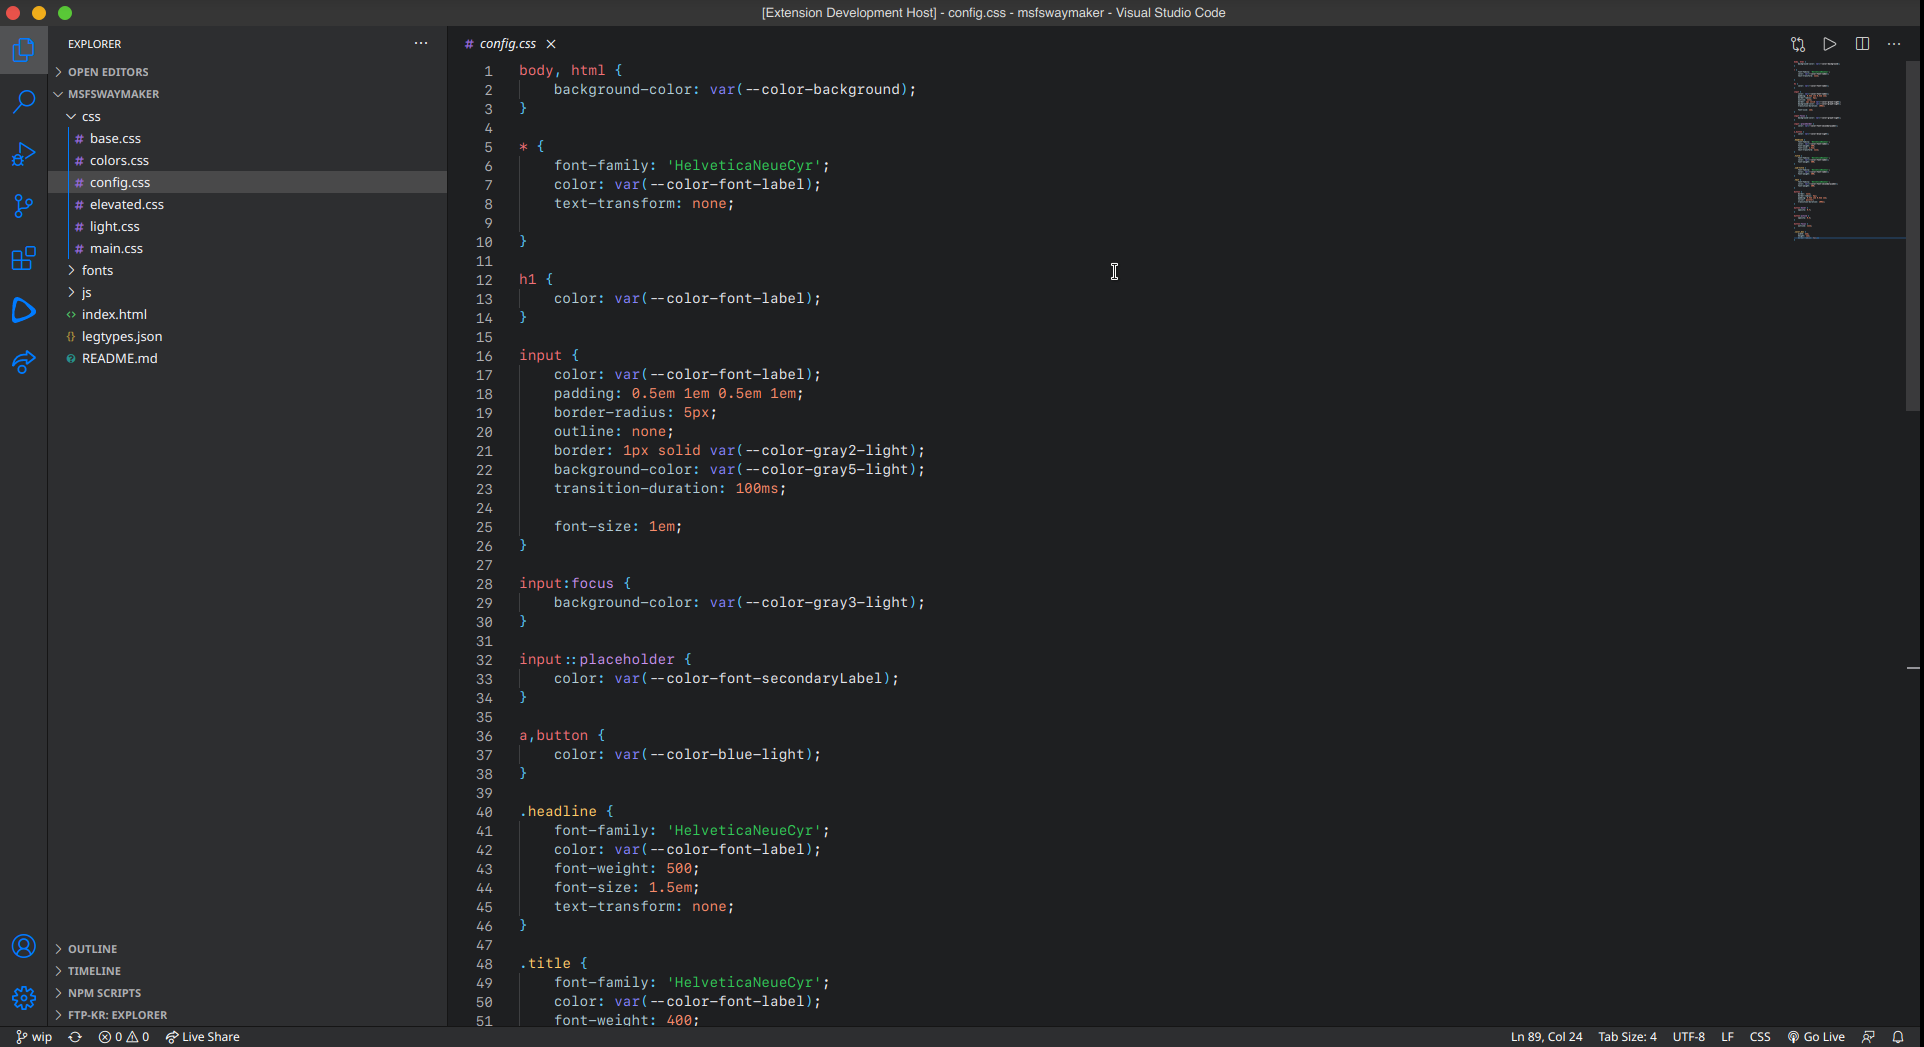 [Extension Development Host] - config.css - msfswaymaker - Visual Studio Code
EXPLORER
OPEN EDITORS
MSFSWAYMAKER
css
# base.css
# colors.css
# config.css
# elevated.css
# light.css
# main.css
fonts
js
<> index.html
{} legtypes.json
README.md
OUTLINE
TIMELINE
NPM SCRIPTS
FTP-KR: EXPLORER
# config.css
1 body, html {
2     background-color: var(--color-background);
3 }
4
5 * {
6     font-family: 'HelveticaNeueCyr';
7     color: var(--color-font-label);
8     text-transform: none;
9
10 }
11
12 h1 {
13     color: var(--color-font-label);
14 }
15
16 input {
17     color: var(--color-font-label);
18     padding: 0.5em 1em 0.5em 1em;
19     border-radius: 5px;
20     outline: none;
21     border: 1px solid var(--color-gray2-light);
22     background-color: var(--color-gray5-light);
23     transition-duration: 100ms;
24
25     font-size: 1em;
26 }
27
28 input:focus {
29     background-color: var(--color-gray3-light);
30 }
31
32 input::placeholder {
33     color: var(--color-font-secondaryLabel);
34 }
35
36 a,button {
37     color: var(--color-blue-light);
38 }
39
40 .headline {
41     font-family: 'HelveticaNeueCyr';
42     color: var(--color-font-label);
43     font-weight: 500;
44     font-size: 1.5em;
45     text-transform: none;
46 }
47
48 .title {
49     font-family: 'HelveticaNeueCyr';
50     color: var(--color-font-label);
51     font-weight: 400;
wip 0 0 Live Share Ln 89, Col 24 Tab Size: 4 UTF-8 LF CSS Go Live